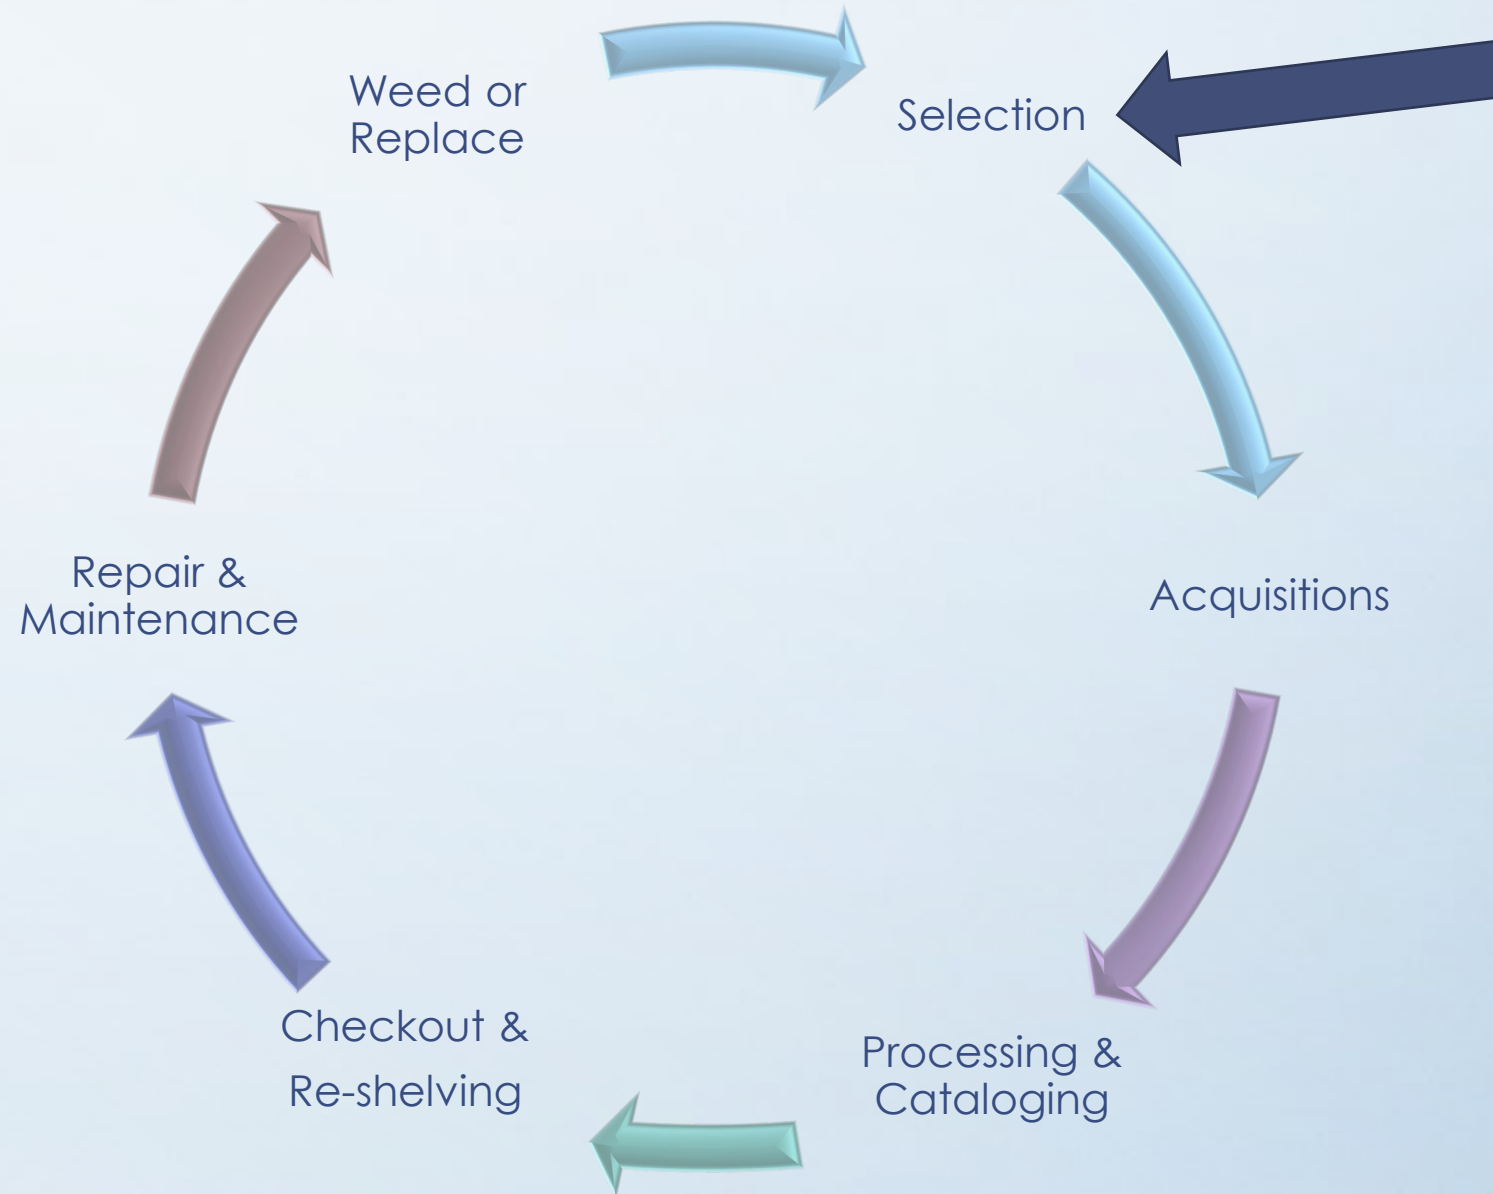 Weed or
Replace
Selection
Repair &
Maintenance
Acquisitions
Checkout &
Re-shelving
Processing &
Cataloging